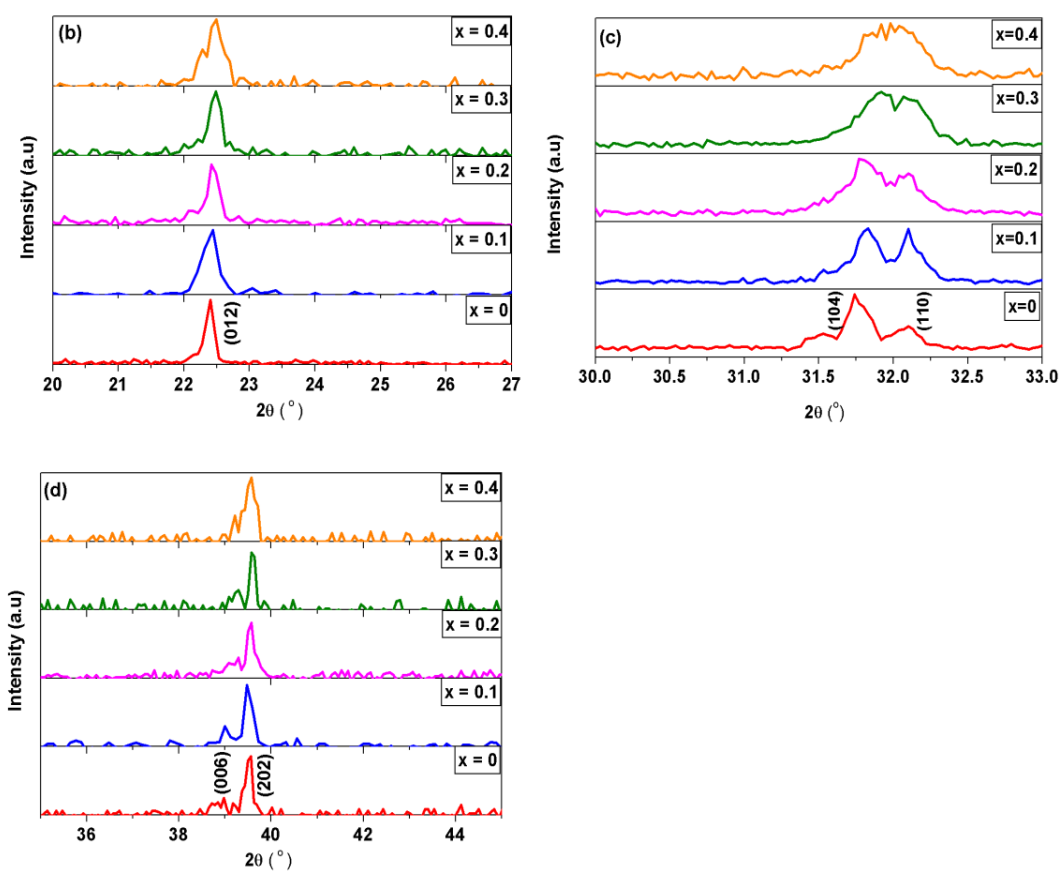 (b)
x = 0.4
x = 0.3
x = 0.2
x = 0.1
x = 0
(012)
Intensity (a.u)
20 21 22 23 24 25 26 27
2θ (°)
(c)
x=0.4
x=0.3
x=0.2
x=0.1
x=0
(104)
(110)
Intensity (a.u)
30.0 30.5 31.0 31.5 32.0 32.5 33.0
2θ (°)
(d)
x = 0.4
x = 0.3
x = 0.2
x = 0.1
x = 0
(006)
(202)
Intensity (a.u)
36 38 40 42 44
2θ (°)